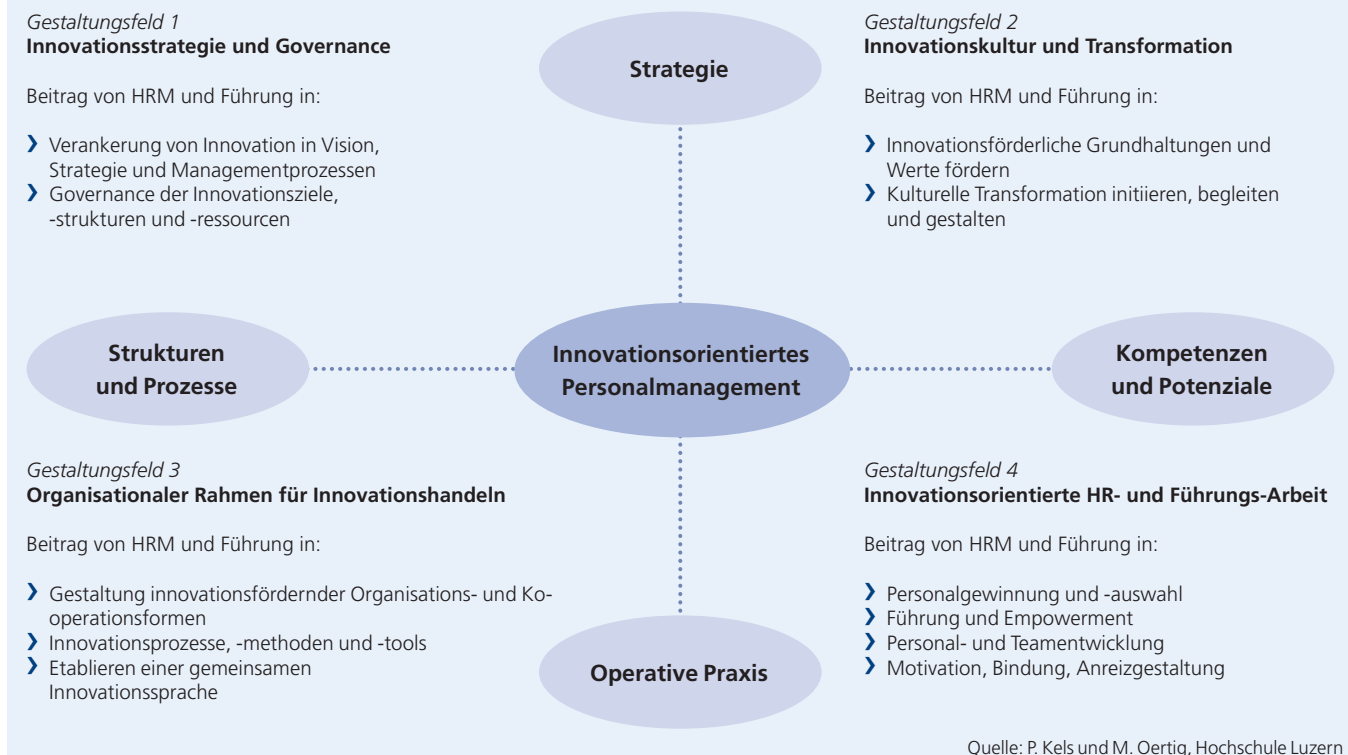 Gestaltungsfeld 1
Innovationsstrategie und Governance
Beitrag von HRM und Führung in:
❯ Verankerung von Innovation in Vision,
Strategie und Managementprozessen
❯ Governance der Innovationsziele,
-strukturen und -ressourcen
Strategie
Gestaltungsfeld 2
Innovationskultur und Transformation
Beitrag von HRM und Führung in:
❯ Innovationsförderliche Grundhaltungen und
Werte fördern
❯ Kulturelle Transformation initiieren, begleiten
und gestalten
Strukturen
und Prozesse
Innovationsorientiertes
Personalmanagement
Kompetenzen
und Potenziale
Gestaltungsfeld 3
Organisationaler Rahmen für Innovationshandeln
Beitrag von HRM und Führung in:
❯ Gestaltung innovationsfördernder Organisations- und Ko-
operationsformen
❯ Innovationsprozesse, -methoden und -tools
❯ Etablieren einer gemeinsamen
Innovationssprache
Operative Praxis
Gestaltungsfeld 4
Innovationsorientierte HR- und Führungs-Arbeit
Beitrag von HRM und Führung in:
❯ Personalgewinnung und -auswahl
❯ Führung und Empowerment
❯ Personal- und Teamentwicklung
❯ Motivation, Bindung, Anreizgestaltung
Quelle: P. Kels und M. Oertig, Hochschule Luzern